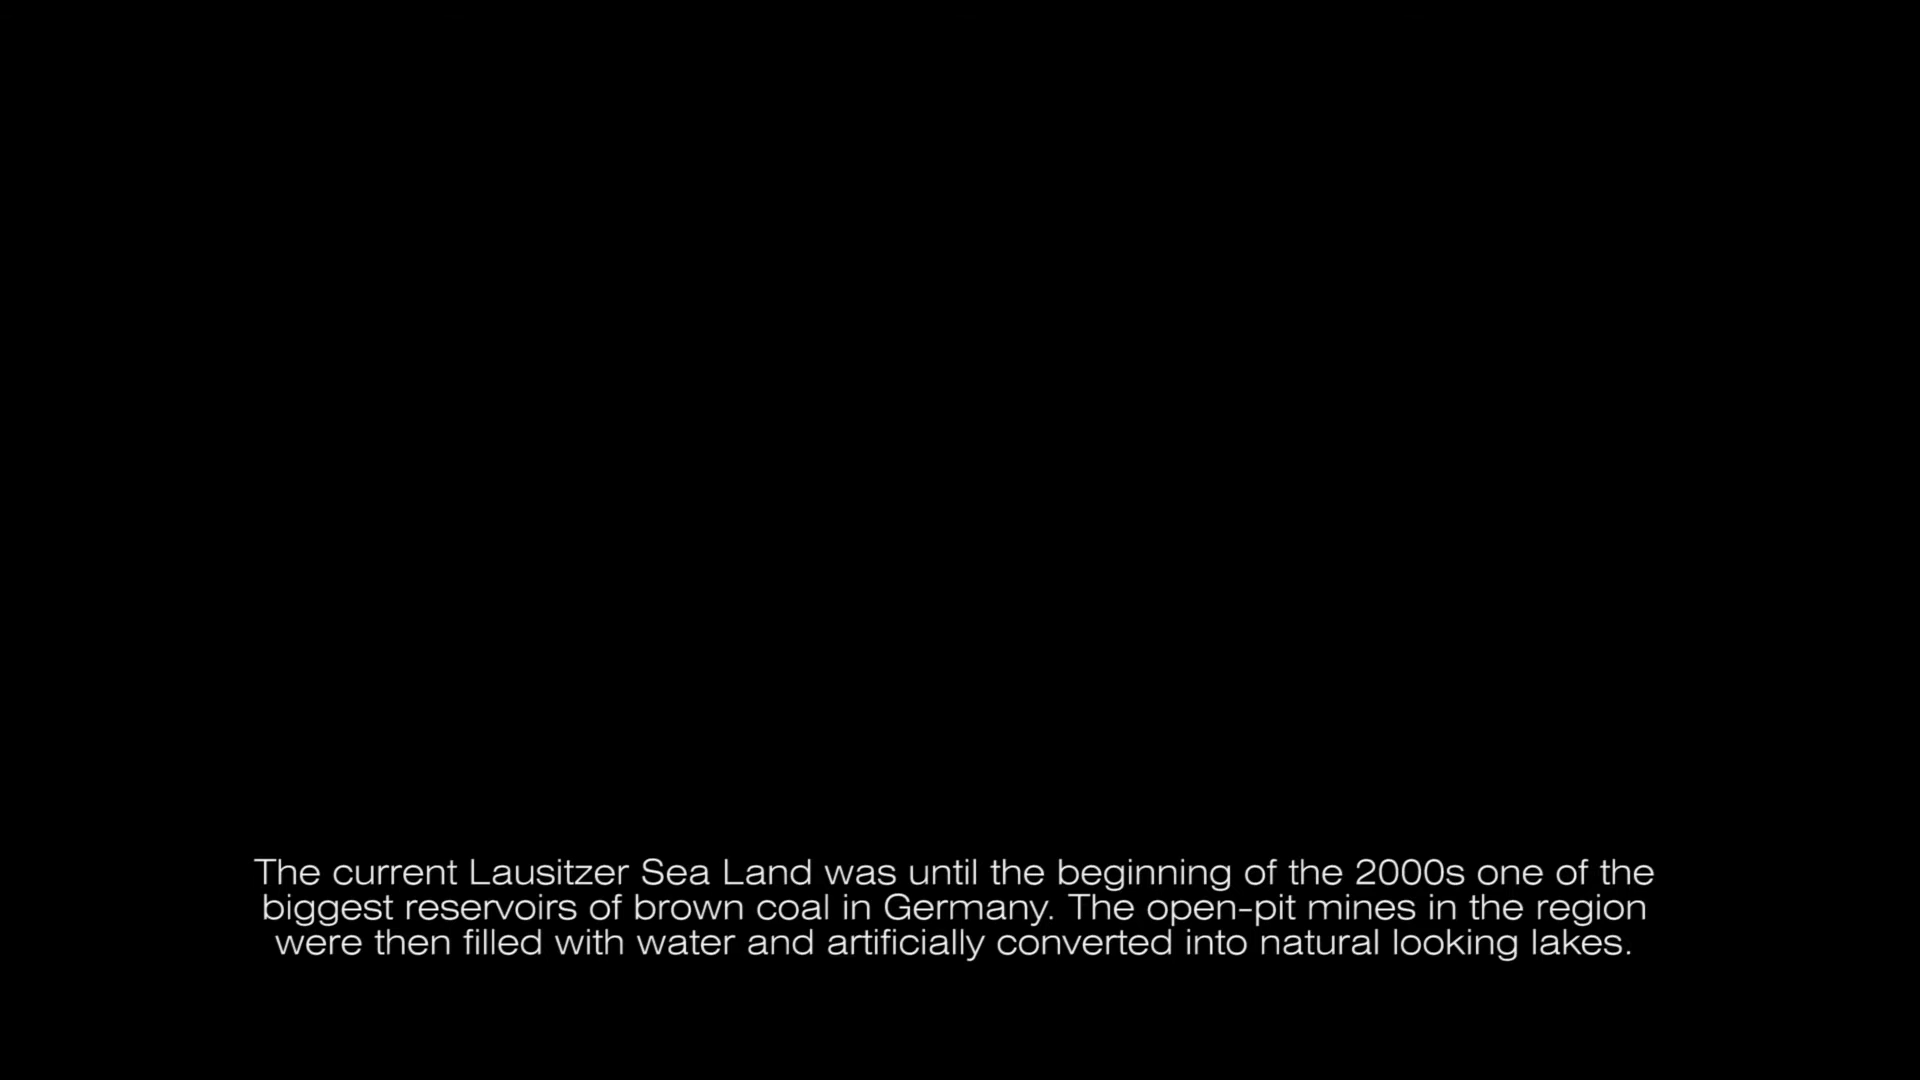 The current Lausitzer Sea Land was until the beginning of the 2000s one of the
biggest reservoirs of brown coal in Germany. The open-pit mines in the region
were then filled with water and artificially converted into natural looking lakes.